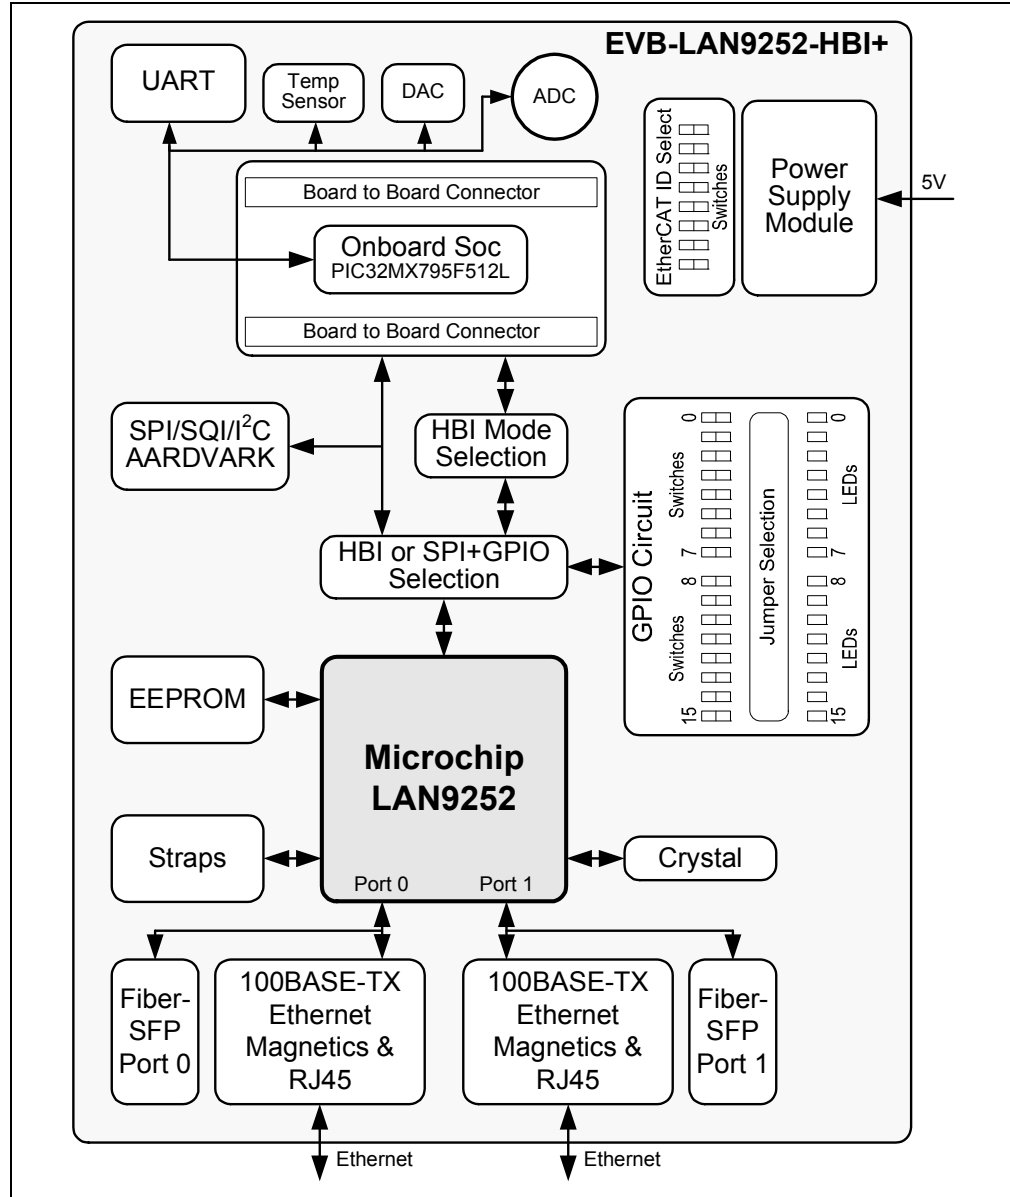 EVB-LAN9252-HBI+
UART
Temp
Sensor
DAC
ADC
EtherCAT ID Select
Switches
Power
Supply
Module
5V
Board to Board Connector
Onboard Soc
PIC32MX795F512L
Board to Board Connector
SPI/SQI/I²C
AARDVARK
HBI Mode
Selection
HBI or SPI+GPIO
Selection
GPIO Circuit
0
Switches
7
8
Switches
15
Jumper Selection
0
LEDs
7
8
LEDs
15
EEPROM
Microchip
LAN9252
Straps
Crystal
Port 0
Port 1
Fiber-
SFP
Port 0
100BASE-TX
Ethernet
Magnetics &
RJ45
100BASE-TX
Ethernet
Magnetics &
RJ45
Fiber-
SFP
Port 1
Ethernet
Ethernet